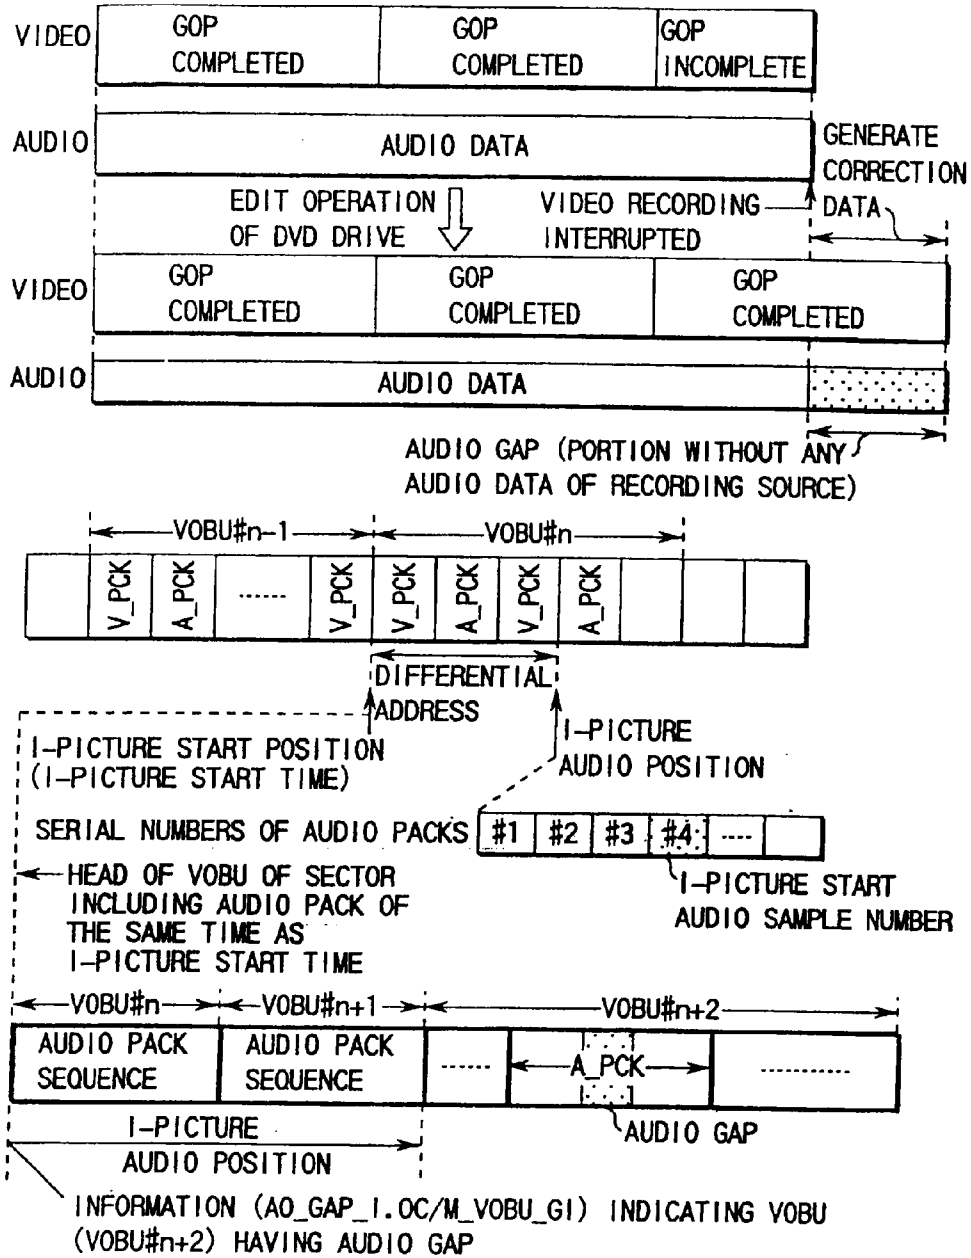 VIDEO
GOP COMPLETED
GOP COMPLETED
GOP INCOMPLETE
AUDIO
AUDIO DATA
GENERATE
CORRECTION
DATA
EDIT OPERATION
OF DVD DRIVE
VIDEO RECORDING
INTERRUPTED
VIDEO
GOP COMPLETED
GOP COMPLETED
GOP COMPLETED
AUDIO
AUDIO DATA
AUDIO GAP (PORTION WITHOUT ANY
AUDIO DATA OF RECORDING SOURCE)
VOBU#n-1
VOBU#n
V_PCK
A_PCK
······
V_PCK
V_PCK
A_PCK
V_PCK
A_PCK
DIFFERENTIAL
ADDRESS
I-PICTURE START POSITION
(I-PICTURE START TIME)
I-PICTURE
AUDIO POSITION
SERIAL NUMBERS OF AUDIO PACKS
#1 #2 #3 #4 ----
I-PICTURE START
AUDIO SAMPLE NUMBER
HEAD OF VOBU OF SECTOR
INCLUDING AUDIO PACK OF
THE SAME TIME AS
I-PICTURE START TIME
VOBU#n
VOBU#n+1
VOBU#n+2
AUDIO PACK
SEQUENCE
AUDIO PACK
SEQUENCE
······
A_PCK
···········
AUDIO GAP
I-PICTURE
AUDIO POSITION
INFORMATION (AO_GAP_I.OC/M_VOBU_GI) INDICATING VOBU
(VOBU#n+2) HAVING AUDIO GAP